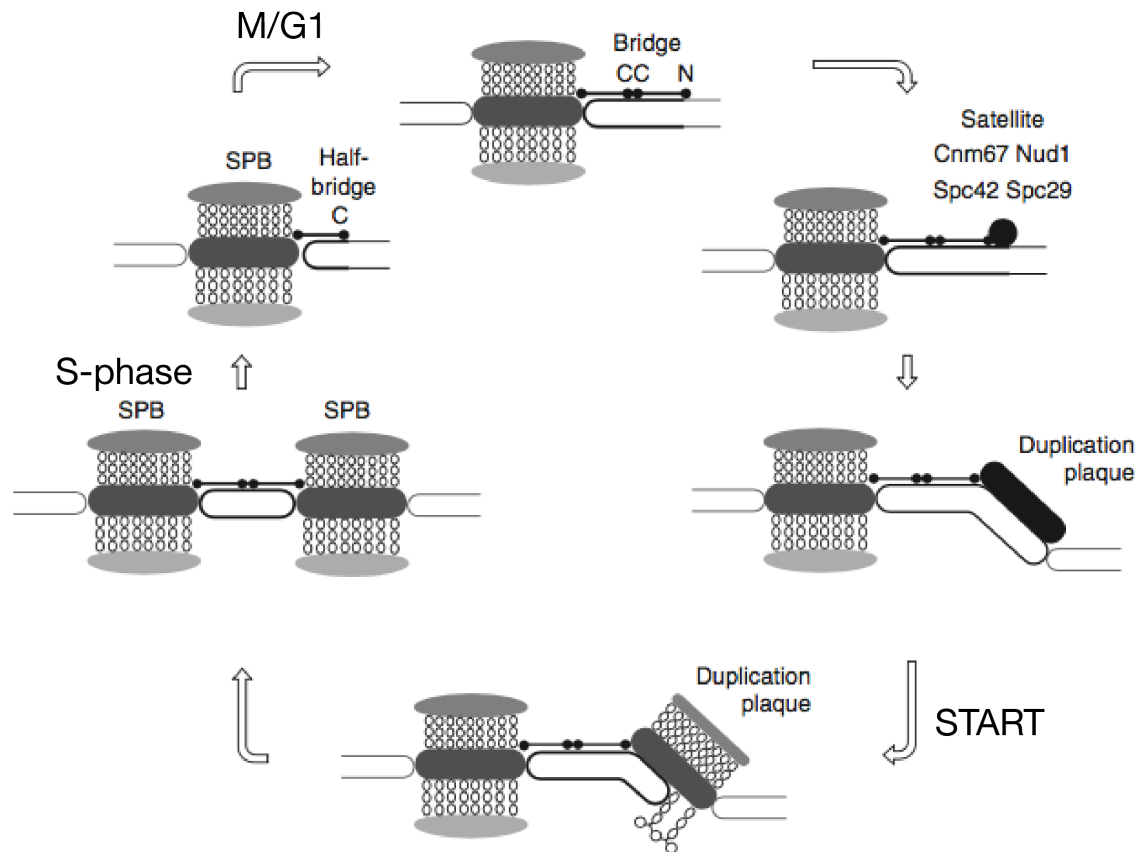 M/G1
Bridge
CC N
Satellite
Cnm67 Nud1
Spc42 Spc29
SPB
Half-
bridge
C
S-phase
SPB
SPB
Duplication
plaque
Duplication
plaque
START